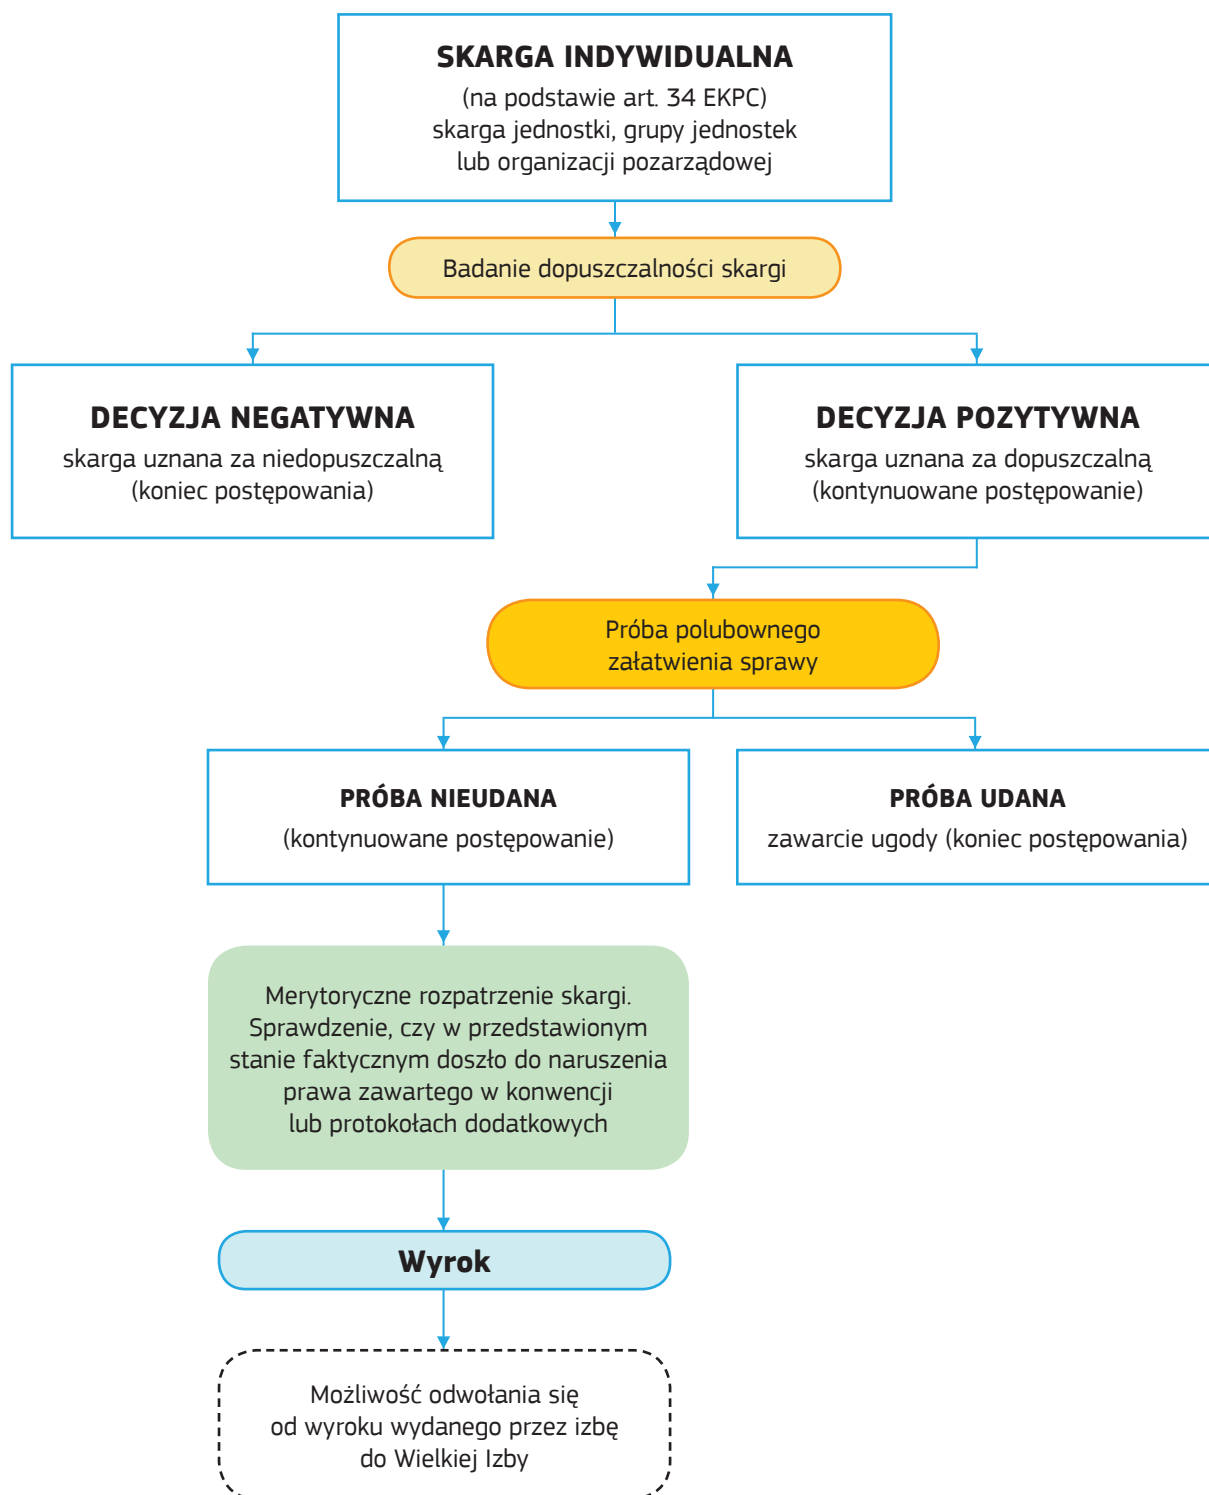 SKARGA INDYWIDUALNA
(na podstawie art. 34 EKPC)
skarga jednostki, grupy jednostek
lub organizacji pozarządowej
Badanie dopuszczalności skargi
DECYZJA NEGATYWNA
skarga uznana za niedopuszczalną
(koniec postępowania)
DECYZJA POZYTYWNA
skarga uznana za dopuszczalną
(kontynuowane postępowanie)
Próba polubownego
załatwienia sprawy
PRÓBA NIEUDANA
(kontynuowane postępowanie)
PRÓBA UDANA
zawarcie ugody (koniec postępowania)
Merytoryczne rozpatrzenie skargi.
Sprawdzenie, czy w przedstawionym
stanie faktycznym doszło do naruszenia
prawa zawartego w konwencji
lub protokołach dodatkowych
Wyrok
Możliwość odwołania się
od wyroku wydanego przez izbę
do Wielkiej Izby